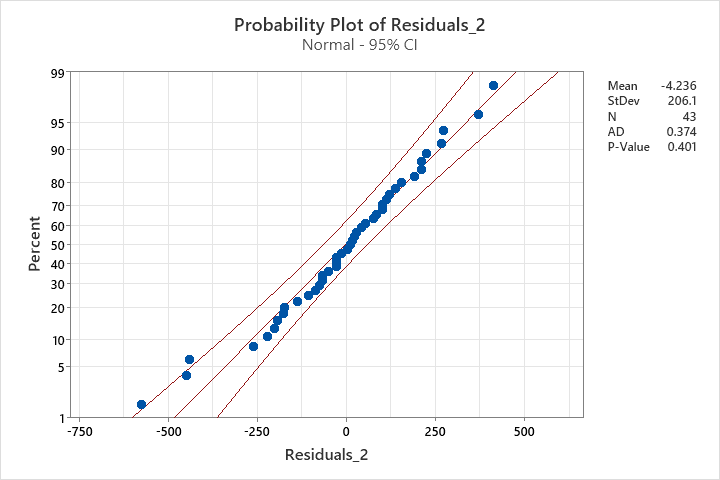 Probability Plot of Residuals_2
Normal - 95% CI
99
95
90
80
70
60
50
40
30
20
10
5
1
Percent
-750
-500
-250
0
250
500
Residuals_2
Mean -4.236
StDev 206.1
N 43
AD 0.374
P-Value 0.401